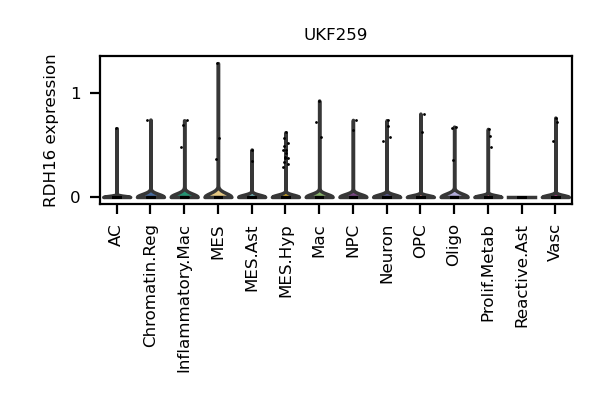 UKF259
RDH16 expression
1
0
AC
Chromatin.Reg
Inflammatory.Mac
MES
MES.Ast
MES.Hyp
Mac
NPC
Neuron
OPC
Oligo
Prolif.Metab
Reactive.Ast
Vasc